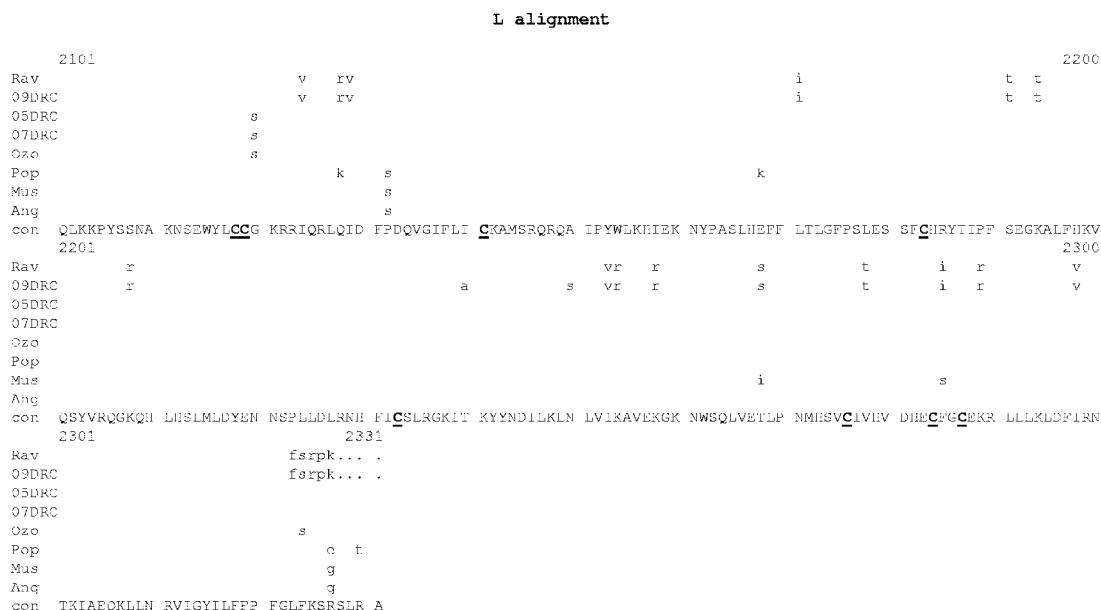 L alignment
2101 2200
Rav v rv i t t
09DRC v rv i t t
05DRC s
07DRC s
Ozo s
Pop k s k
Mus s
Ang s
con QLKKPYSSNA KNSEWYLCCG KRRIQRLQID FPDQVGIFLI CKAMSRQRQA IPYWLKHIEK NYPASLHEFF LTLGFPSLES SFCHRYTIPF SEGKALFHKV
2201 2300
Rav r vr r s t i r v
09DRC r a s vr r s t i r v
05DRC
07DRC
Ozo
Pop
Mus i s
Ang
con QSYVRQGKQH LHSLMLDYEN NSPLLDLRNH FICSLRGKIT KYYNDILKLN LVIKAVEKGK NWSQLVETLP NMHSVCIVHV DHECFGCEKR LLLKLDFIRN
2301 2331
Rav fsrpk... .
09DRC fsrpk... .
05DRC
07DRC
Ozo s
Pop c t
Mus g
Ang g
con TKIAEQKLLN RVIGYILFFP FGLFKSRSLR A